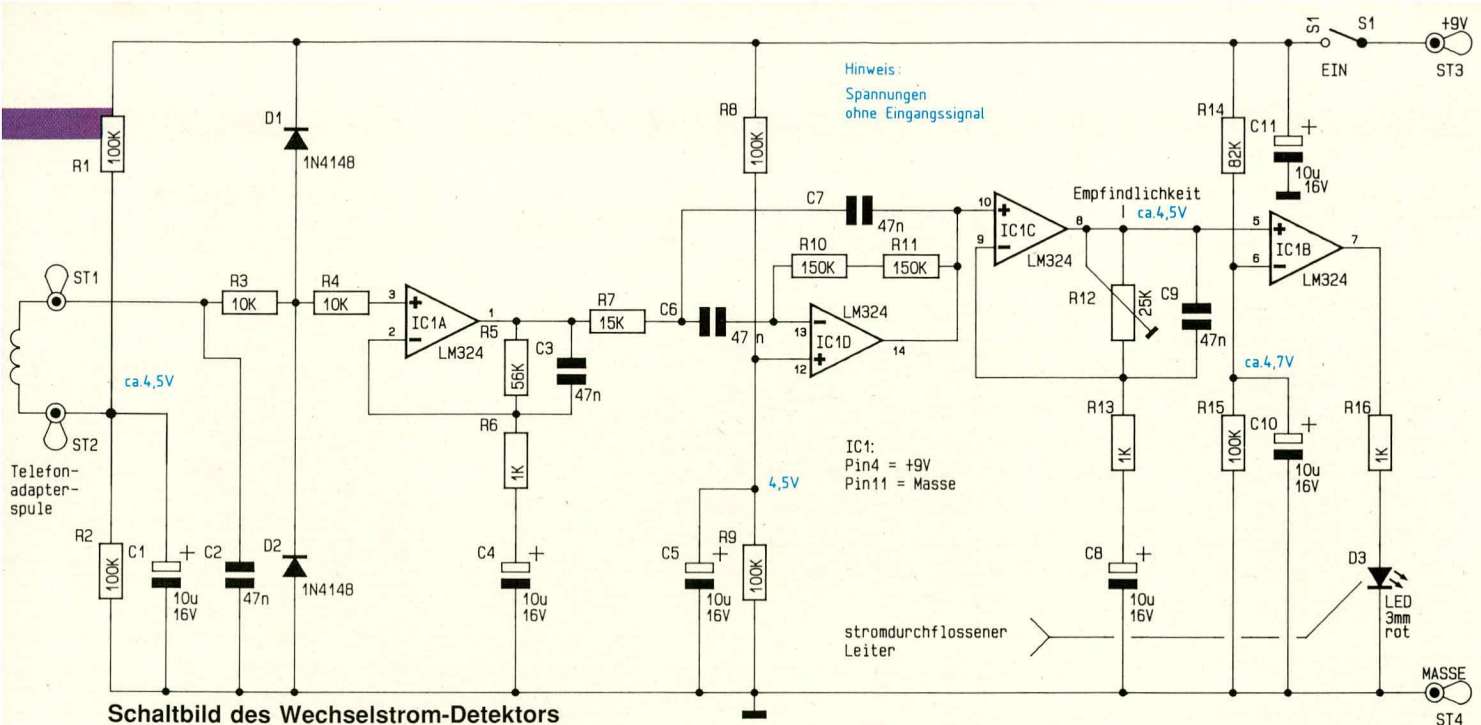 S1
S1
+9V
EIN
ST3
Hinweis:
Spannungen
ohne Eingangssignal
R1
100K
D1
1N4148
R8
100K
R14
82K
C11
+
10u
16V
Empfindlichkeit
ca.4,5V
C7
47n
R10
150K
R11
150K
10
+
9
-
IC1C
8
LM324
5
+
6
-
IC1B
7
LM324
ST1
R3
10K
R4
10K
3
+
2
-
IC1A
1
LM324
R5
56K
C3
47n
R7
15K
C6
47n
LM324
13
-
12
+
IC1D
14
R12
25K
C9
47n
ca.4,5V
ca.4,7V
ST2
Telefon-
adapter-
spule
R6
1K
R13
1K
R15
100K
C10
+
10u
16V
R16
1K
IC1:
Pin4 = +9V
Pin11 = Masse
4,5V
R2
100K
C1
+
10u
16V
C2
47n
D2
1N4148
C4
+
10u
16V
C5
+
10u
16V
R9
100K
C8
+
10u
16V
D3
LED
3mm
rot
stromdurchflossener
Leiter
MASSE
ST4
Schaltbild des Wechselstrom-Detektors